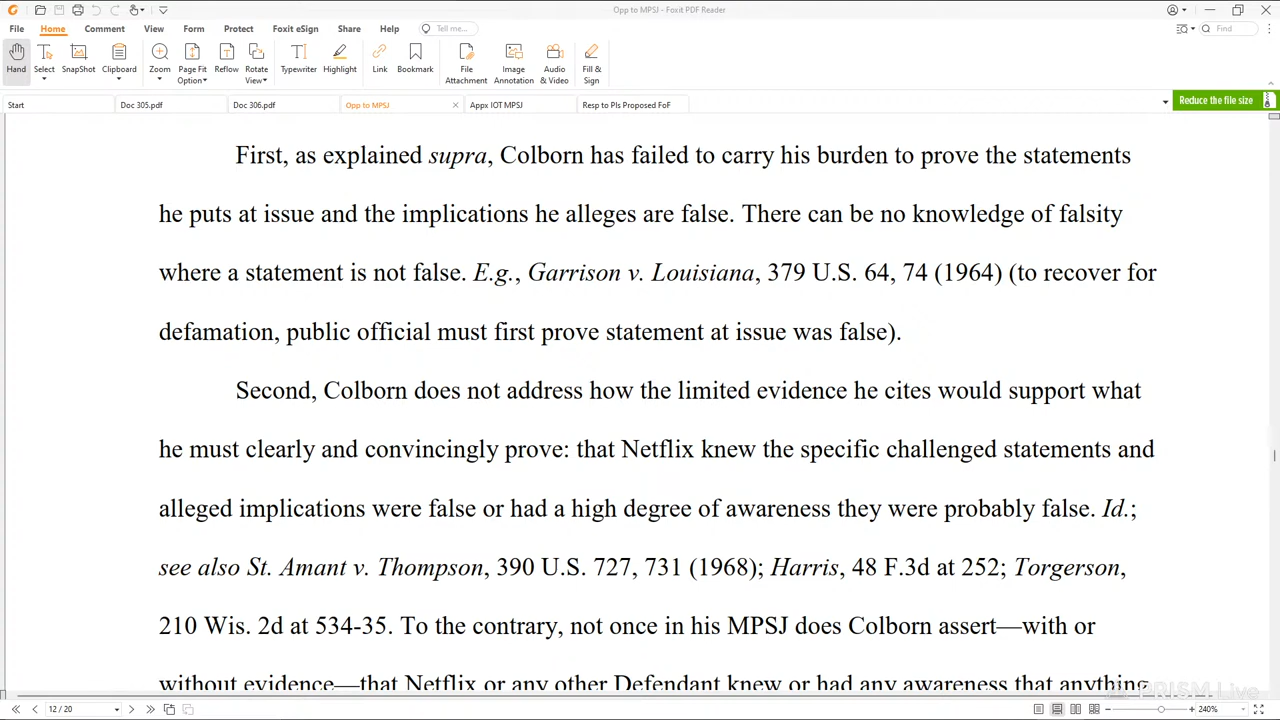 Opp to MPSJ - Foxit PDF Reader
File Home Comment View Form Protect Foxit eSign Share Help Tell me... Find
Hand Select SnapShot Clipboard Zoom Page Fit Option Reflow Rotate View Typewriter Highlight Link Bookmark File Attachment Image Annotation Audio & Video Fill & Sign
Start Doc 305.pdf Doc 306.pdf Opp to MPSJ Appx IOT MPSJ Resp to Pls Proposed FoF Reduce the file size
First, as explained supra, Colborn has failed to carry his burden to prove the statements
he puts at issue and the implications he alleges are false. There can be no knowledge of falsity
where a statement is not false. E.g., Garrison v. Louisiana, 379 U.S. 64, 74 (1964) (to recover for
defamation, public official must first prove statement at issue was false).
Second, Colborn does not address how the limited evidence he cites would support what
he must clearly and convincingly prove: that Netflix knew the specific challenged statements and
alleged implications were false or had a high degree of awareness they were probably false. Id.;
see also St. Amant v. Thompson, 390 U.S. 727, 731 (1968); Harris, 48 F.3d at 252; Torgerson,
210 Wis. 2d at 534-35. To the contrary, not once in his MPSJ does Colborn assert—with or
without evidence—that Netflix or any other Defendant knew or had any awareness that anything
PRISM Live
12 / 20 240%